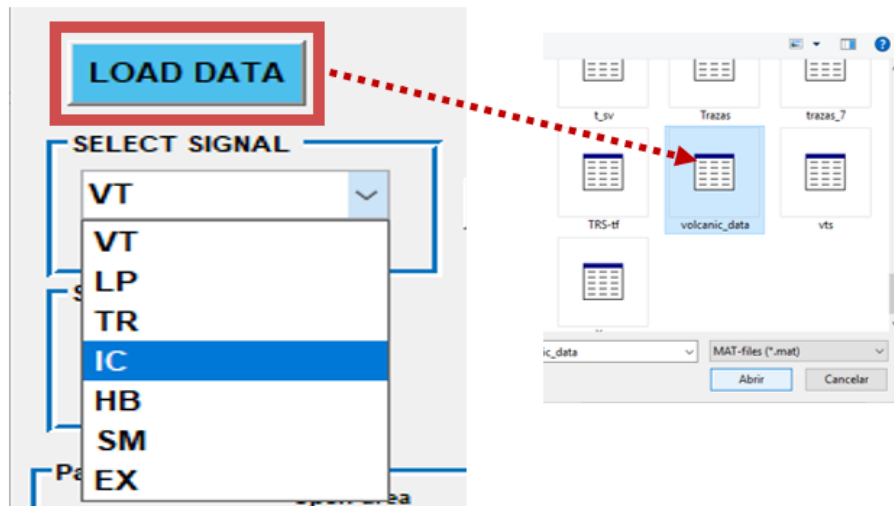 LOAD DATA
SELECT SIGNAL
VT
VT
LP
TR
IC
HB
SM
EX
t_sv
Trazas
trazas_7
TRS-tf
volcanic_data
vts
ic_data
MAT-files (*.mat)
Abrir
Cancelar